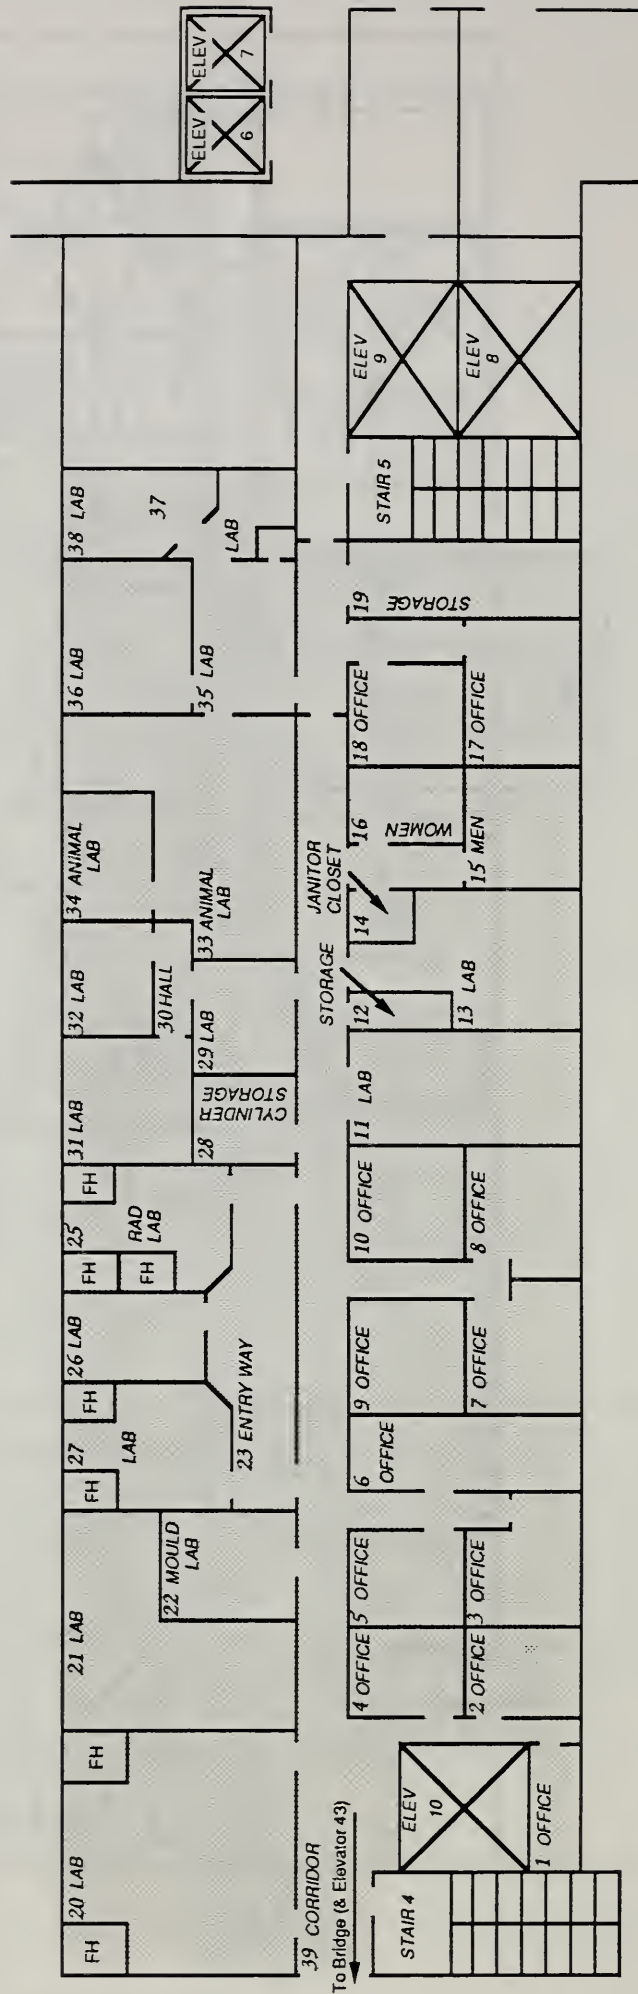 ELEV
7
ELEV
6
FH
20 LAB
FH
21 LAB
22 MOULD
LAB
FH
27
LAB
FH
26 LAB
23 ENTRY WAY
FH
FH
25
RAD
LAB
FH
31 LAB
28
CYLINDER
STORAGE
29 LAB
30 HALL
32 LAB
33 ANIMAL
LAB
34 ANIMAL
LAB
35 LAB
36 LAB
38 LAB
37
LAB
39 CORRIDOR
To Bridge (& Elevator 43)
STAIR 4
ELEV
10
1 OFFICE
4 OFFICE
2 OFFICE
5 OFFICE
3 OFFICE
6
OFFICE
9 OFFICE
7 OFFICE
10 OFFICE
8 OFFICE
11 LAB
STORAGE
12
13 LAB
JANITOR
CLOSET
14
15 MEN
16
WOMEN
18 OFFICE
17 OFFICE
19
STORAGE
STAIR 5
ELEV
9
ELEV
8